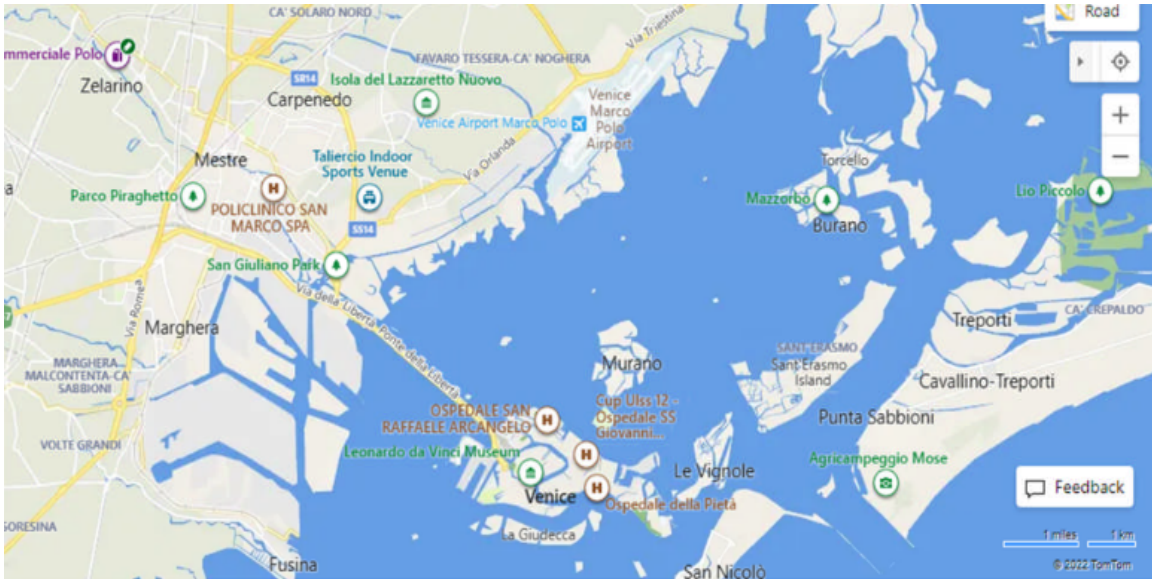 CA' SOLARO NORD
Road
mmerciale Polo
Zelarino
SR14
Via Triestina
FAVARO TESSERA-CA' NOGHERA
Isola del Lazzaretto Nuovo
Carpenedo
Venice Airport Marco Polo
Venice
Marco
Polo
Airport
Mestre
Taliercio Indoor
Sports Venue
Via Orlanda
Torcello
Parco Piraghetto
POLICLINICO SAN
MARCO SPA
H
Mazzorbo
Burano
Lio Piccolo
SS14
San Giuliano Park
Via della Libertà
Ponte della Libertà
Via Romea
Marghera
Treporti
CA' CREPALDO
MARGHERA
MALCONTENTA-CA'
SABBIONI
Murano
SANT'ERASMO
Sant'Erasmo
Island
Cavallino-Treporti
Punta Sabbioni
OSPEDALE SAN
RAFFAELE ARCANGELO
H
Cup Ulss 12 -
Ospedale SS
Giovanni...
H
VOLTE GRANDI
Leonardo da Vinci Museum
Le Vignole
Agricampeggio Mose
Venice
H
Ospedale della Pietà
Feedback
GORESINA
La Giudecca
Fusina
San Nicolò
1 miles
1 km
© 2022 TomTom